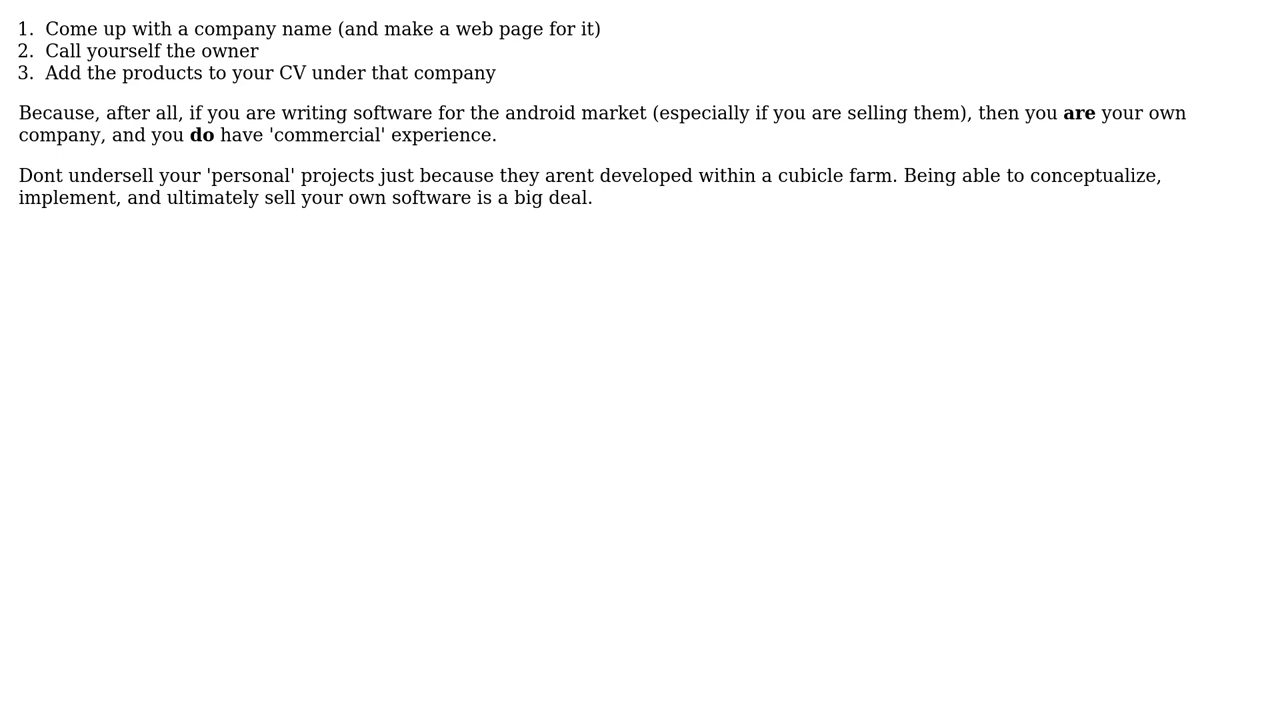 1. Come up with a company name (and make a web page for it)
2. Call yourself the owner
3. Add the products to your CV under that company
Because, after all, if you are writing software for the android market (especially if you are selling them), then you are your own
company, and you do have 'commercial' experience.
Dont undersell your 'personal' projects just because they arent developed within a cubicle farm. Being able to conceptualize,
implement, and ultimately sell your own software is a big deal.